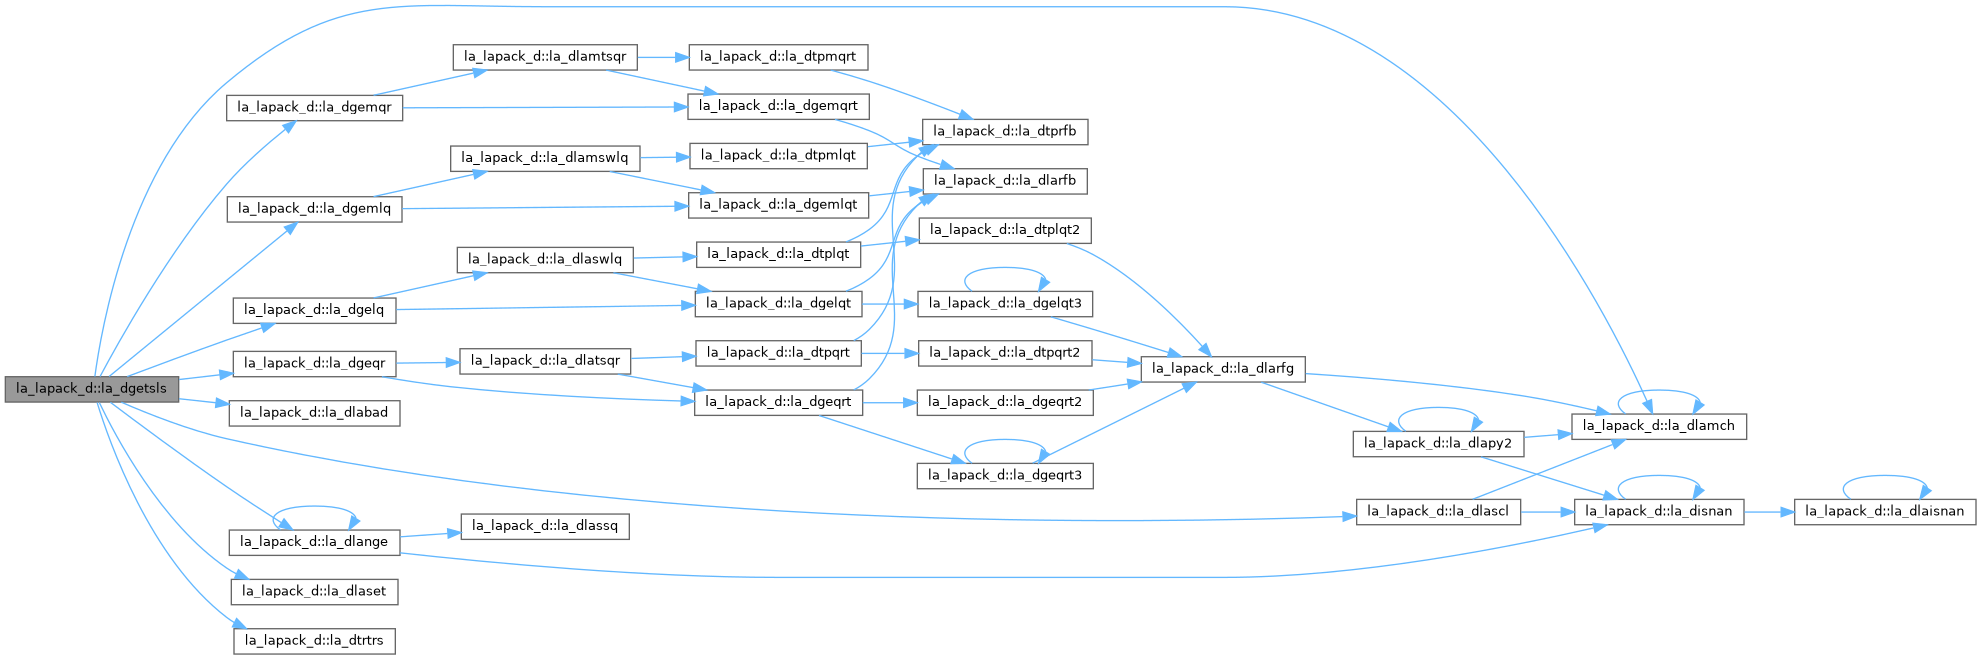 la_lapack_d::la_dgetsls
la_lapack_d::la_dgemqr
la_lapack_d::la_dgemlq
la_lapack_d::la_dgelq
la_lapack_d::la_dgeqr
la_lapack_d::la_dlabad
la_lapack_d::la_dlange
la_lapack_d::la_dlaset
la_lapack_d::la_dtrtrs
la_lapack_d::la_dlamtsqr
la_lapack_d::la_dlamswlq
la_lapack_d::la_dlaswlq
la_lapack_d::la_dlatsqr
la_lapack_d::la_dlassq
la_lapack_d::la_dtpmqrt
la_lapack_d::la_dgemqrt
la_lapack_d::la_dtpmlqt
la_lapack_d::la_dgemlqt
la_lapack_d::la_dtplqt
la_lapack_d::la_dgelqt
la_lapack_d::la_dtpqrt
la_lapack_d::la_dgeqrt
la_lapack_d::la_dtprfb
la_lapack_d::la_dlarfb
la_lapack_d::la_dtplqt2
la_lapack_d::la_dgelqt3
la_lapack_d::la_dtpqrt2
la_lapack_d::la_dgeqrt2
la_lapack_d::la_dgeqrt3
la_lapack_d::la_dlarfg
la_lapack_d::la_dlapy2
la_lapack_d::la_dlascl
la_lapack_d::la_dlamch
la_lapack_d::la_disnan
la_lapack_d::la_dlaisnan